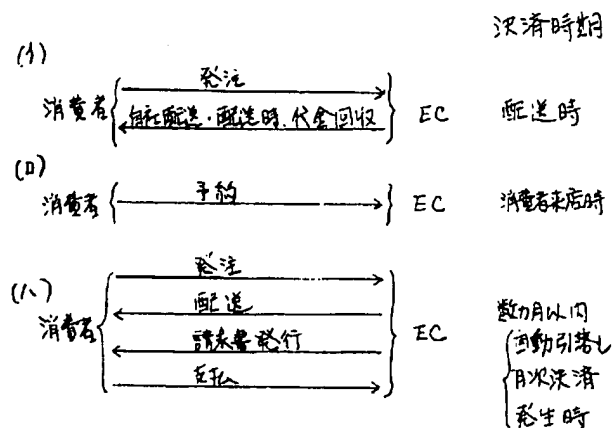 決済時期
(イ)
発注
消費者 EC 配送時
自社配送・配送時、代金回収
(ロ)
予約
消費者 EC 消費者来店時
(ハ)
発注
配送
消費者 EC 数ヵ月以内
請求書発行 自動引落し
支払 月次決済
発生時